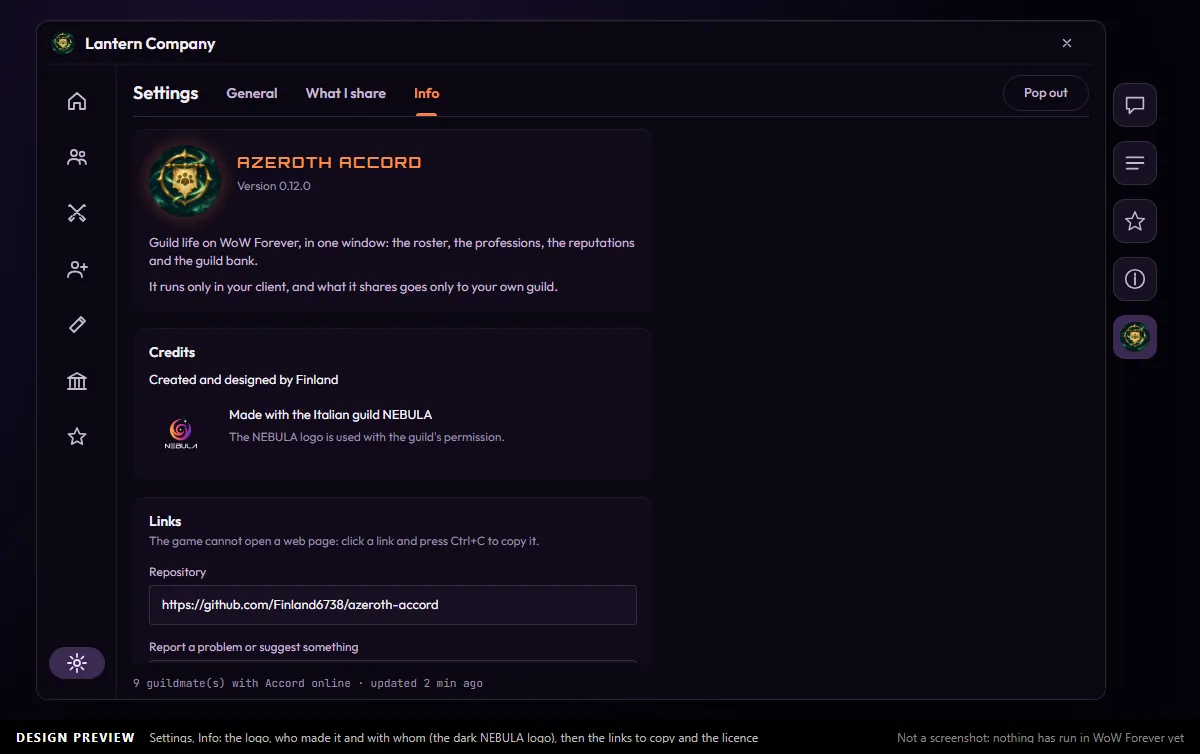 Lantern Company
Settings
General
What I share
Info
Pop out
AZEROTH ACCORD
Version 0.12.0
Guild life on WoW Forever, in one window: the roster, the professions, the reputations
and the guild bank.
It runs only in your client, and what it shares goes only to your own guild.
Credits
Created and designed by Finland
NEBULA
Made with the Italian guild NEBULA
The NEBULA logo is used with the guild's permission.
Links
The game cannot open a web page: click a link and press Ctrl+C to copy it.
Repository
https://github.com/Finland6738/azeroth-accord
Report a problem or suggest something
9 guildmate(s) with Accord online · updated 2 min ago
DESIGN PREVIEW
Settings, Info: the logo, who made it and with whom (the dark NEBULA logo), then the links to copy and the licence
Not a screenshot: nothing has run in WoW Forever yet